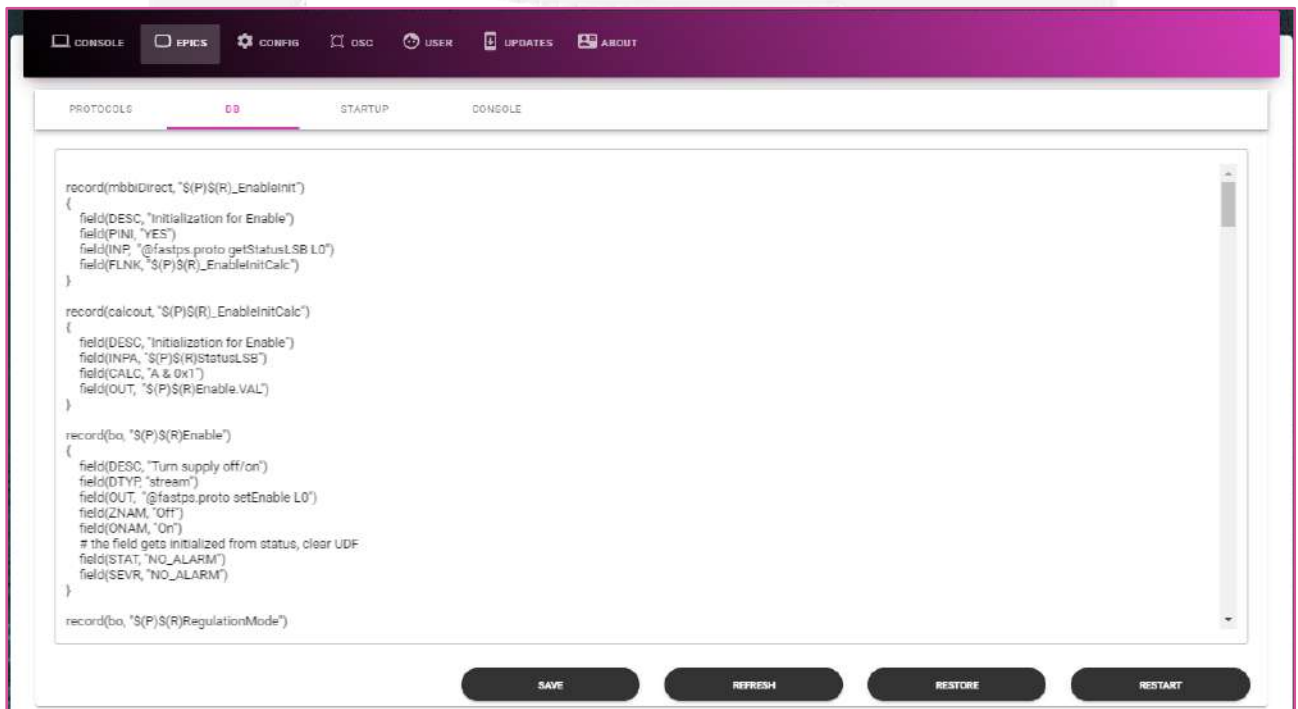 CONSOLE EPICS CONFIG OSC USER UPDATES ABOUT
PROTOCOLS DB STARTUP CONSOLE
record(mbbiDirect, "$(P)$(R)_EnableInit")
{
field(DESC, "Initialization for Enable")
field(PINI, "YES")
field(INP, "@fastps.proto getStatusLSB L0")
field(FLNK, "$(P)$(R)_EnableInitCalc")
}
record(calcout, "$(P)$(R)_EnableInitCalc")
{
field(DESC, "Initialization for Enable")
field(INPA, "$(P)$(R)StatusLSB")
field(CALC, "A & 0x1")
field(OUT, "$(P)$(R)Enable.VAL")
}
record(bo, "$(P)$(R)Enable")
{
field(DESC, "Turn supply off/on")
field(DTYP, "stream")
field(OUT, "@fastps.proto setEnable L0")
field(ZNAM, "Off")
field(ONAM, "On")
# the field gets initialized from status, clear UDF
field(STAT, "NO_ALARM")
field(SEVR, "NO_ALARM")
}
record(bo, "$(P)$(R)RegulationMode")
SAVE REFRESH RESTORE RESTART